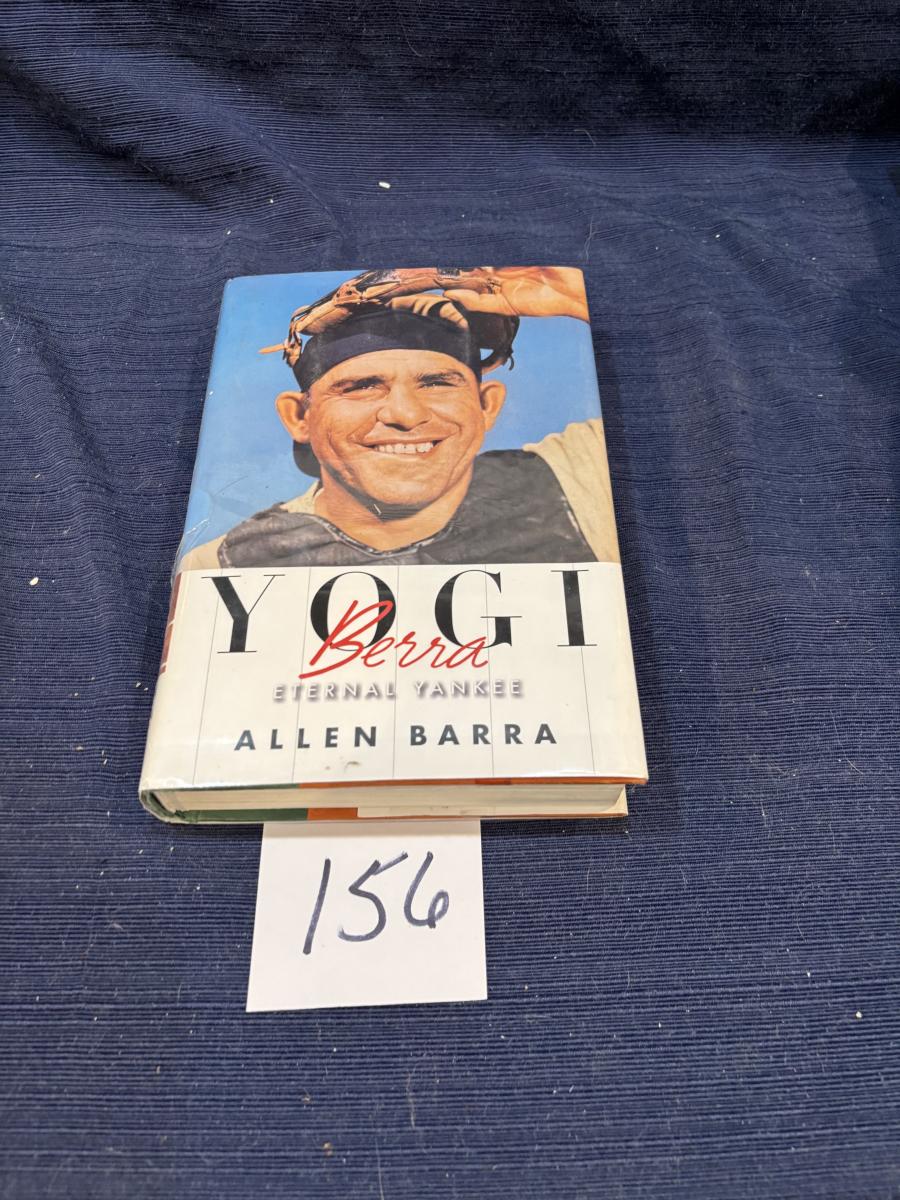 YOGI
Berra
ETERNAL YANKEE
ALLEN BARRA
156